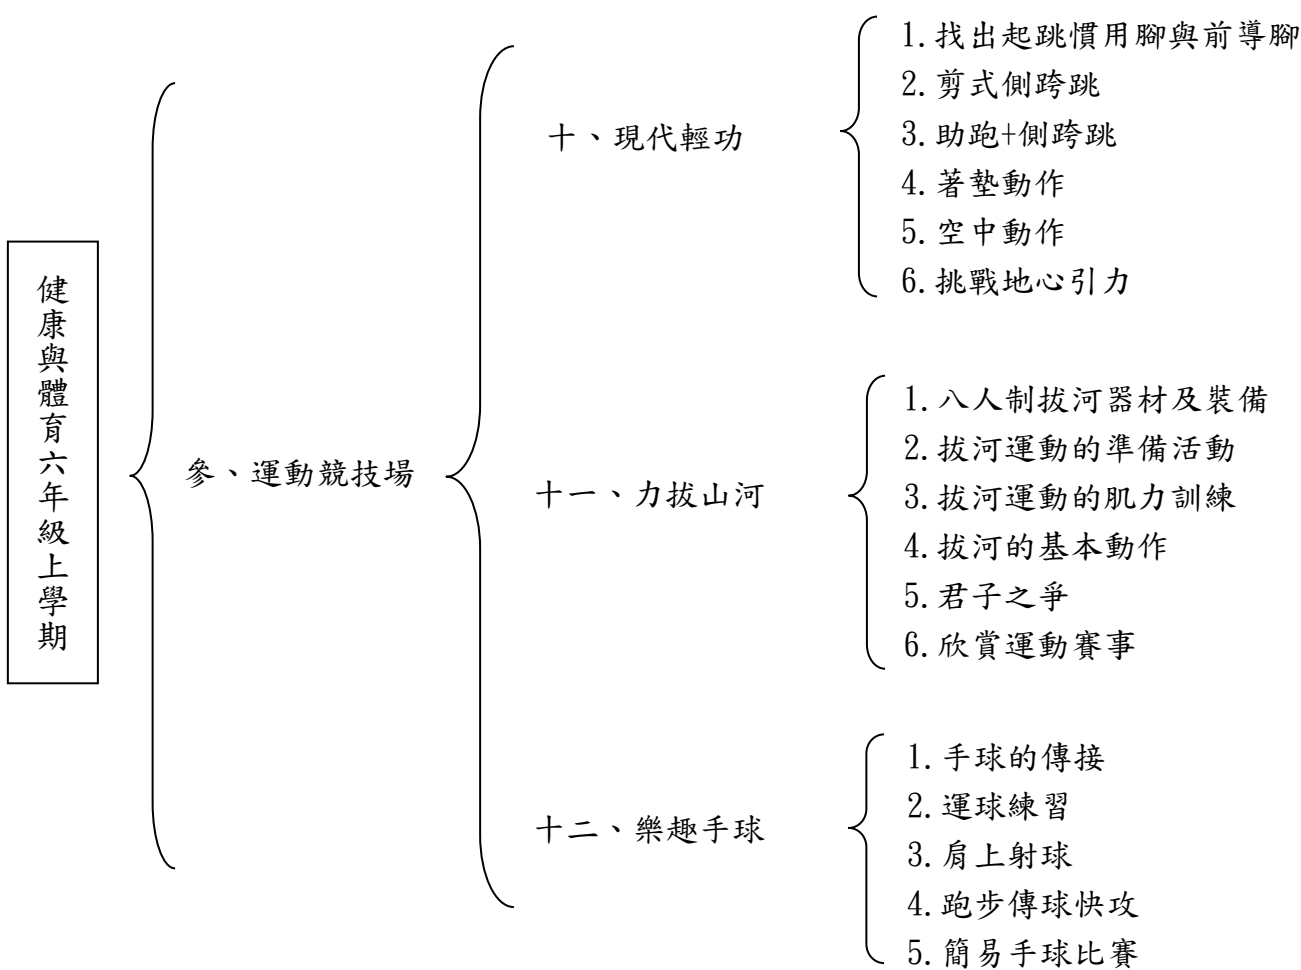 健康與體育六年級上學期
參、運動競技場
十、現代輕功
1.找出起跳慣用腳與前導腳
2.剪式側跨跳
3.助跑+側跨跳
4.著墊動作
5.空中動作
6.挑戰地心引力
十一、力拔山河
1.八人制拔河器材及裝備
2.拔河運動的準備活動
3.拔河運動的肌力訓練
4.拔河的基本動作
5.君子之爭
6.欣賞運動賽事
十二、樂趣手球
1.手球的傳接
2.運球練習
3.肩上射球
4.跑步傳球快攻
5.簡易手球比賽